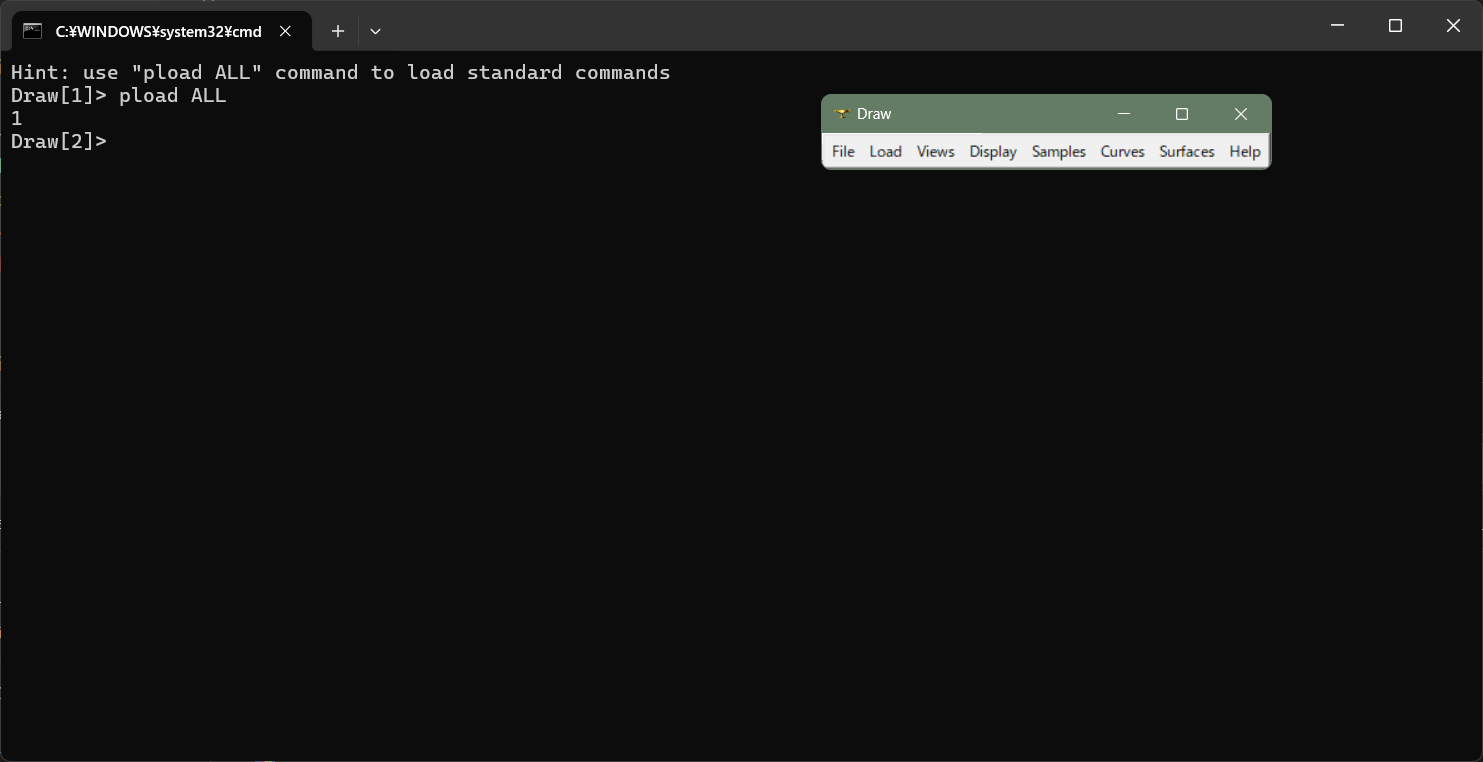 C:¥WINDOWS¥system32¥cmd
Hint: use "pload ALL" command to load standard commands
Draw[1]> pload ALL
1
Draw[2]>
Draw
File Load Views Display Samples Curves Surfaces Help